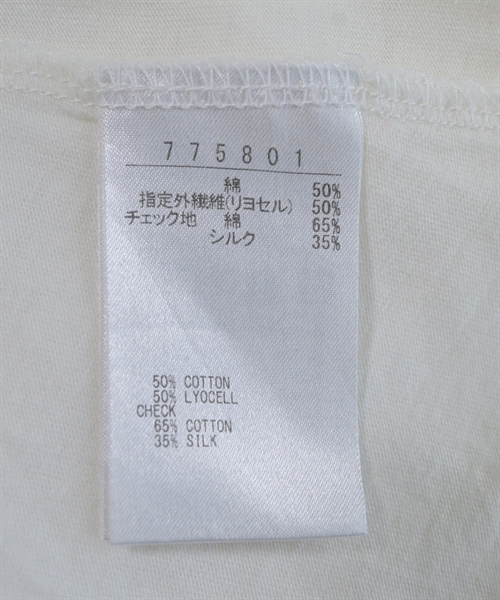 775801
綿 50%
指定外繊維(リヨセル) 50%
チェック地 綿 65%
シルク 35%
50% COTTON
50% LYOCELL
CHECK
65% COTTON
35% SILK